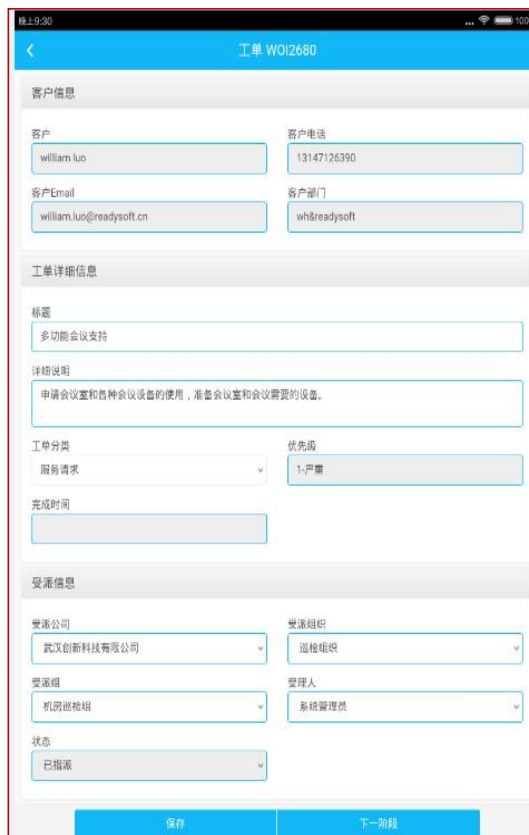 晚上9:30 ... 100
工单 WOI2680
客户信息
客户 客户电话
william luo 13147126390
客户Email 客户部门
william.luo@readysoft.cn wh&readysoft
工单详细信息
标题
多功能会议支持
详细说明
申请会议室和各种会议设备的使用，准备会议室和会议需要的设备。
工单分类 优先级
服务请求 1-严重
完成时间
受派信息
受派公司 受派组织
武汉创新科技有限公司 巡检组织
受派组 受理人
机房巡检组 系统管理员
状态
已指派
保存 下一阶段